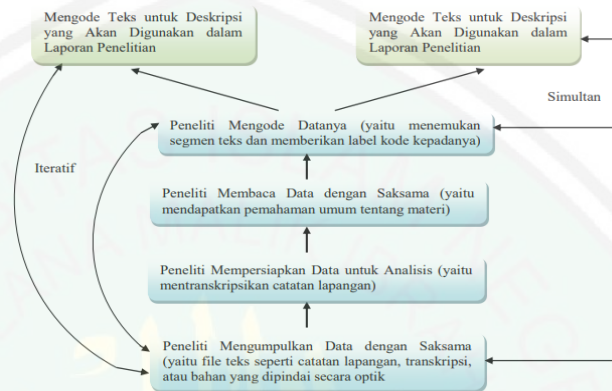 Mengode Teks untuk Deskripsi
yang Akan Digunakan dalam
Laporan Penelitian
Mengode Teks untuk Deskripsi
yang Akan Digunakan dalam
Laporan Penelitian
Simultan
Peneliti Mengode Datanya (yaitu menemukan
segmen teks dan memberikan label kode kepadanya)
Iteratif
Peneliti Membaca Data dengan Saksama (yaitu
mendapatkan pemahaman umum tentang materi)
Peneliti Mempersiapkan Data untuk Analisis (yaitu
mentranskripsikan catatan lapangan)
Peneliti Mengumpulkan Data dengan Saksama
(yaitu file teks seperti catatan lapangan, transkripsi,
atau bahan yang dipindai secara optik